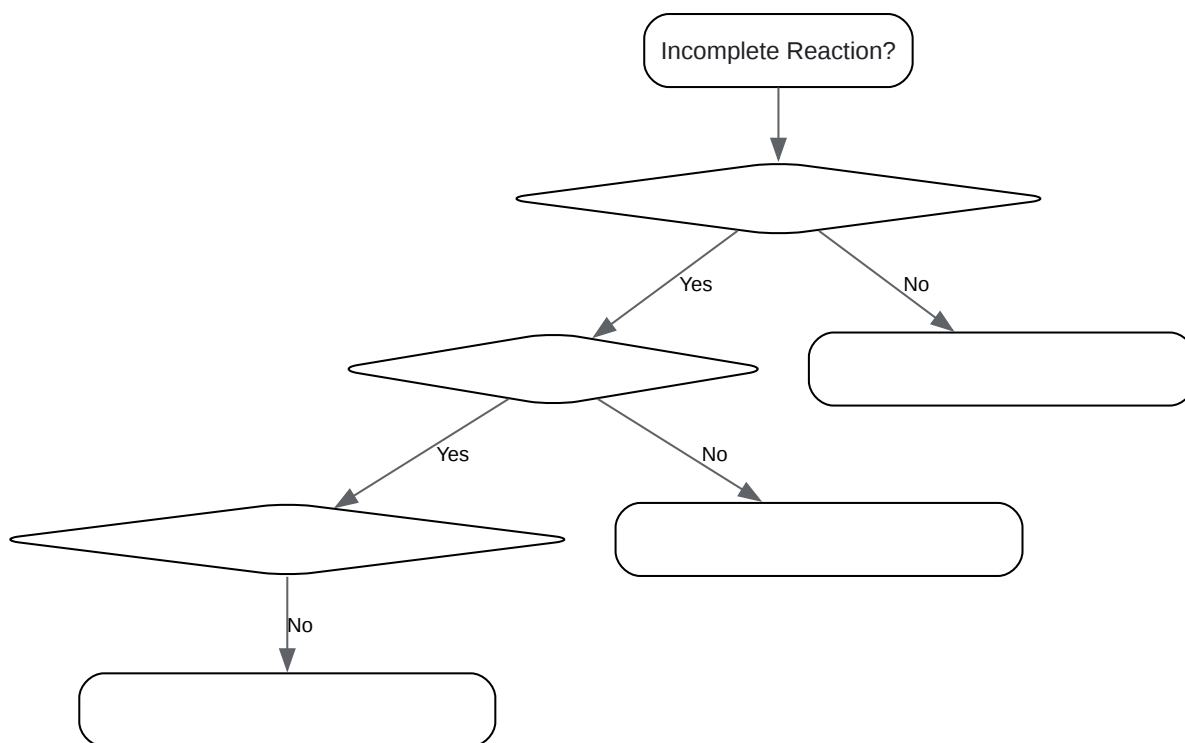 Incomplete Reaction?
Yes
No
Yes
No
No